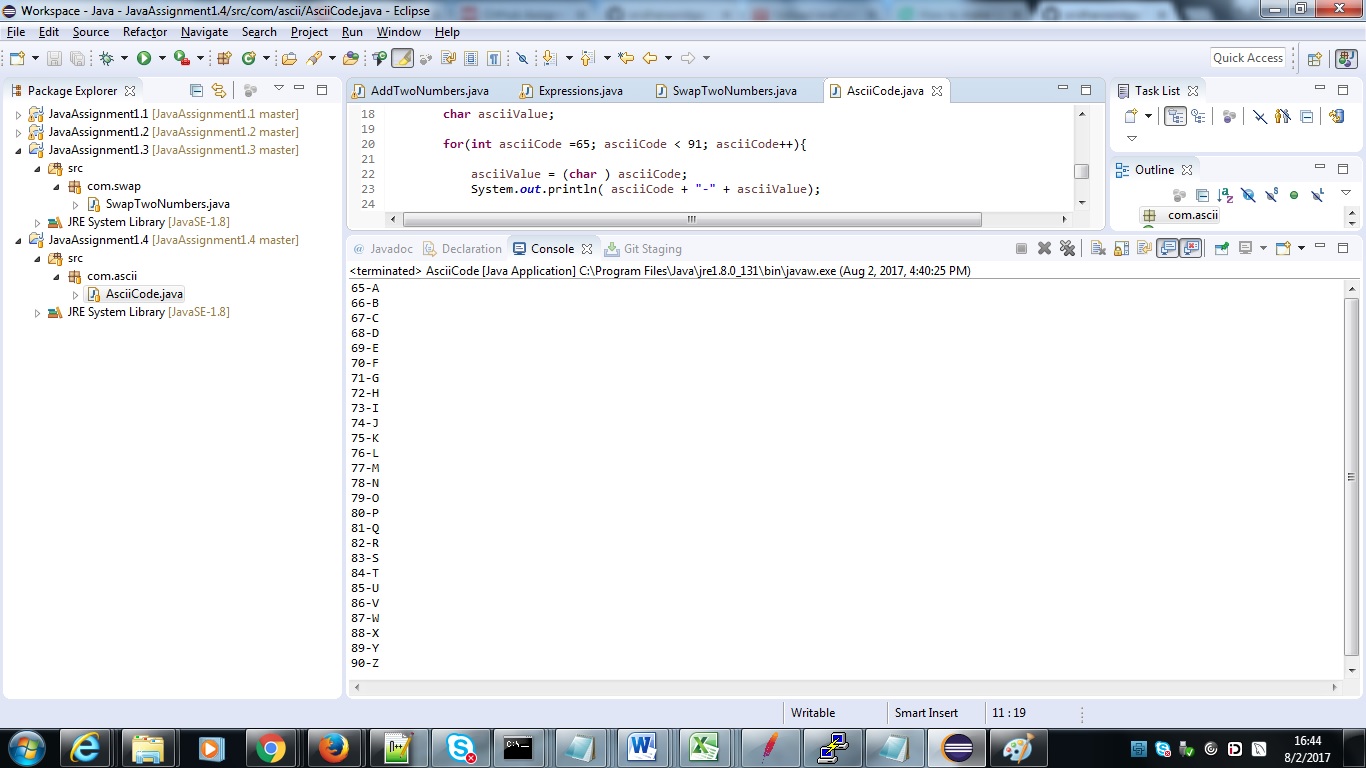 Workspace - Java - JavaAssignment1.4/src/com/ascii/AsciiCode.java - Eclipse
File Edit Source Refactor Navigate Search Project Run Window Help
Quick Access
Package Explorer
JavaAssignment1.1 [JavaAssignment1.1 master]
JavaAssignment1.2 [JavaAssignment1.2 master]
JavaAssignment1.3 [JavaAssignment1.3 master]
src
com.swap
SwapTwoNumbers.java
JRE System Library [JavaSE-1.8]
JavaAssignment1.4 [JavaAssignment1.4 master]
src
com.ascii
AsciiCode.java
JRE System Library [JavaSE-1.8]
AddTwoNumbers.java Expressions.java SwapTwoNumbers.java AsciiCode.java
18 char asciiValue;
19
20 for(int asciiCode =65; asciiCode < 91; asciiCode++){
21
22 asciiValue = (char ) asciiCode;
23 System.out.println( asciiCode + "-" + asciiValue);
24
Task List
Outline
com.ascii
@ Javadoc Declaration Console Git Staging
<terminated> AsciiCode [Java Application] C:\Program Files\Java\jre1.8.0_131\bin\javaw.exe (Aug 2, 2017, 4:40:25 PM)
65-A
66-B
67-C
68-D
69-E
70-F
71-G
72-H
73-I
74-J
75-K
76-L
77-M
78-N
79-O
80-P
81-Q
82-R
83-S
84-T
85-U
86-V
87-W
88-X
89-Y
90-Z
Writable Smart Insert 11 : 19
16:44
8/2/2017